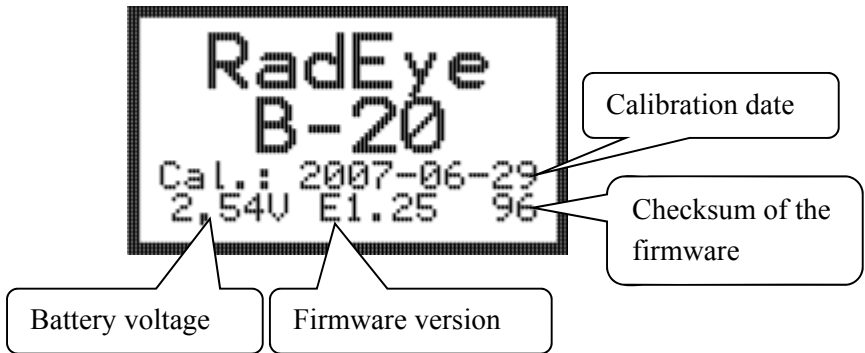 RadEye
B-20
Cal.: 2007-06-29
2.54V E1.25 96
Calibration date
Checksum of the
firmware
Battery voltage
Firmware version